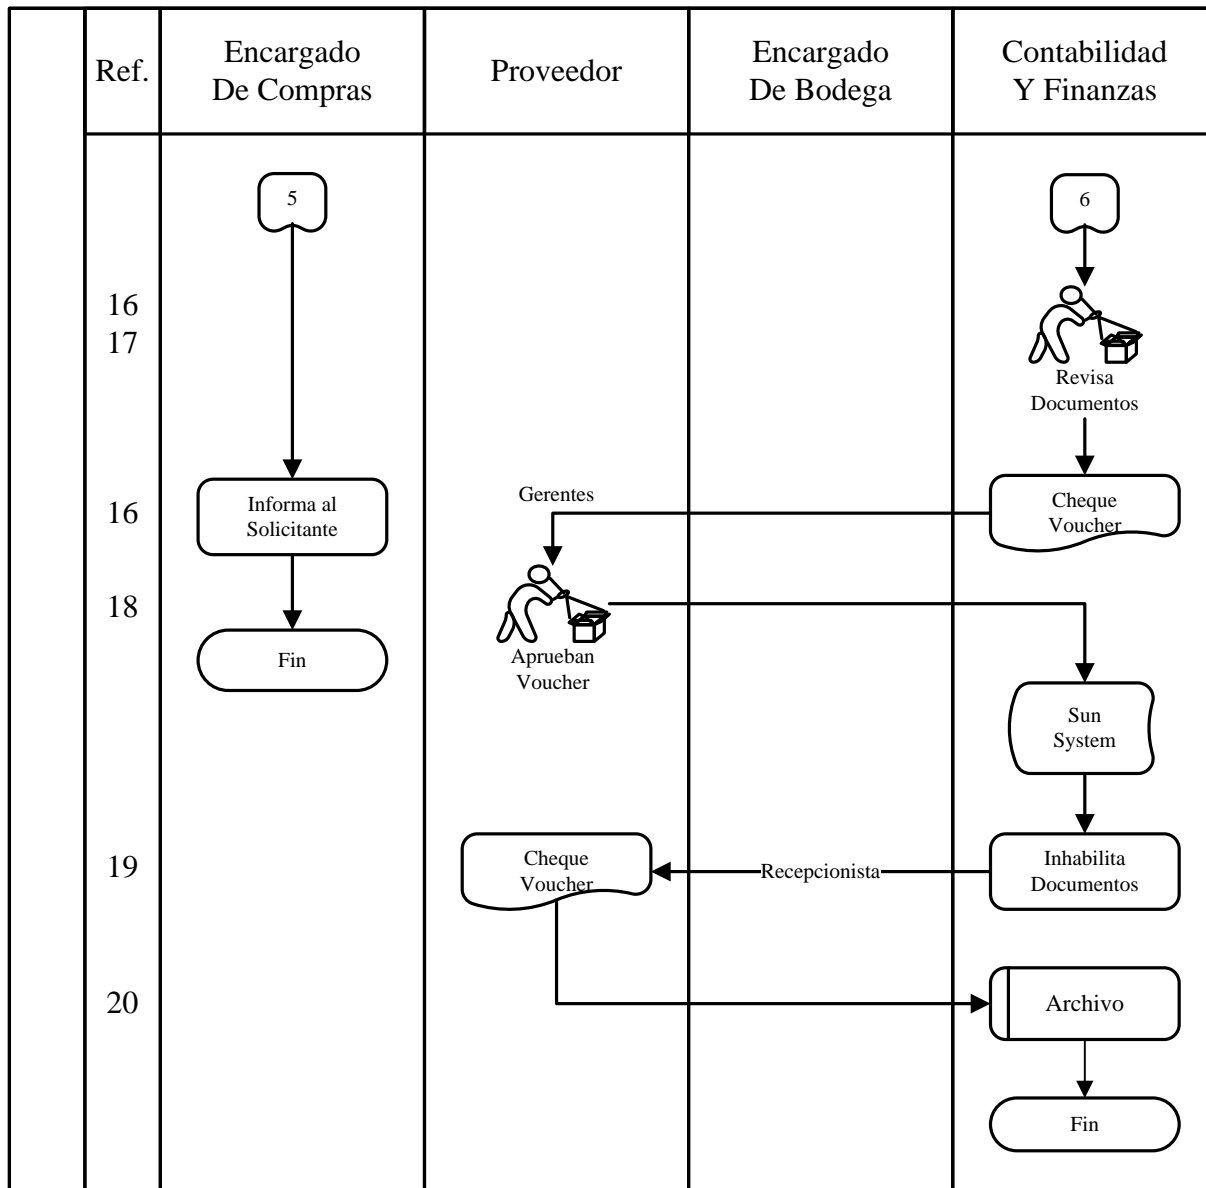 Ref.
Encargado
De Compras
Proveedor
Encargado
De Bodega
Contabilidad
Y Finanzas
5
6
16
17
Revisa
Documentos
16
Informa al
Solicitante
Gerentes
Cheque
Voucher
18
Fin
Aprueban
Voucher
Sun
System
19
Cheque
Voucher
Recepcionista
Inhabilita
Documentos
20
Archivo
Fin